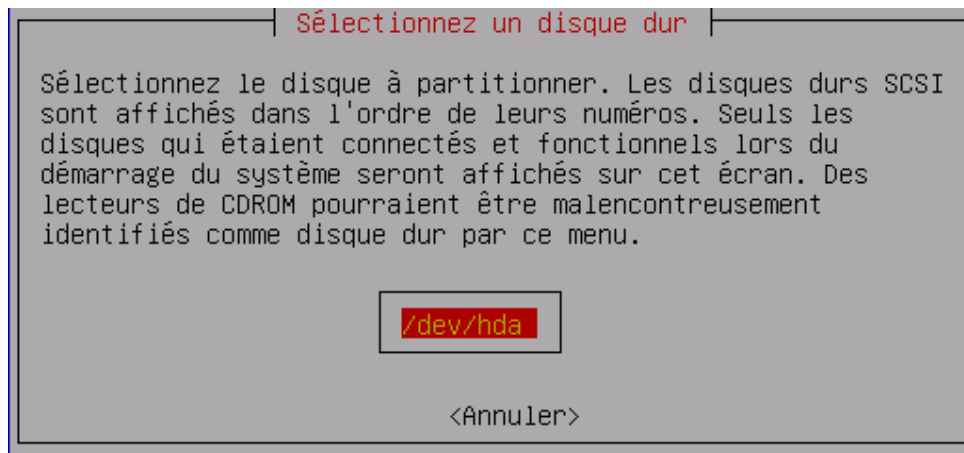 Sélectionnez un disque dur
Sélectionnez le disque à partitionner. Les disques durs SCSI
sont affichés dans l'ordre de leurs numéros. Seuls les
disques qui étaient connectés et fonctionnels lors du
démarrage du système seront affichés sur cet écran. Des
lecteurs de CDROM pourraient être malencontreusement
identifiés comme disque dur par ce menu.
/dev/hda
<Annuler>